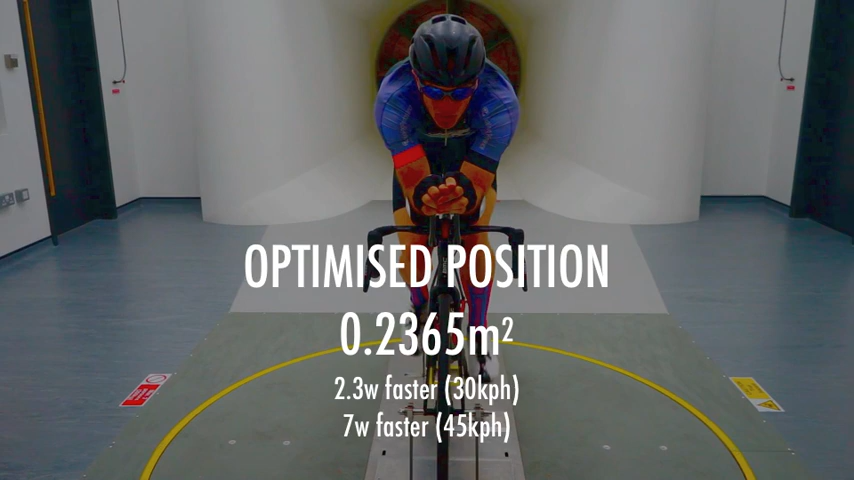 OPTIMISED POSITION
0.2365m²
2.3w faster (30kph)
7w faster (45kph)